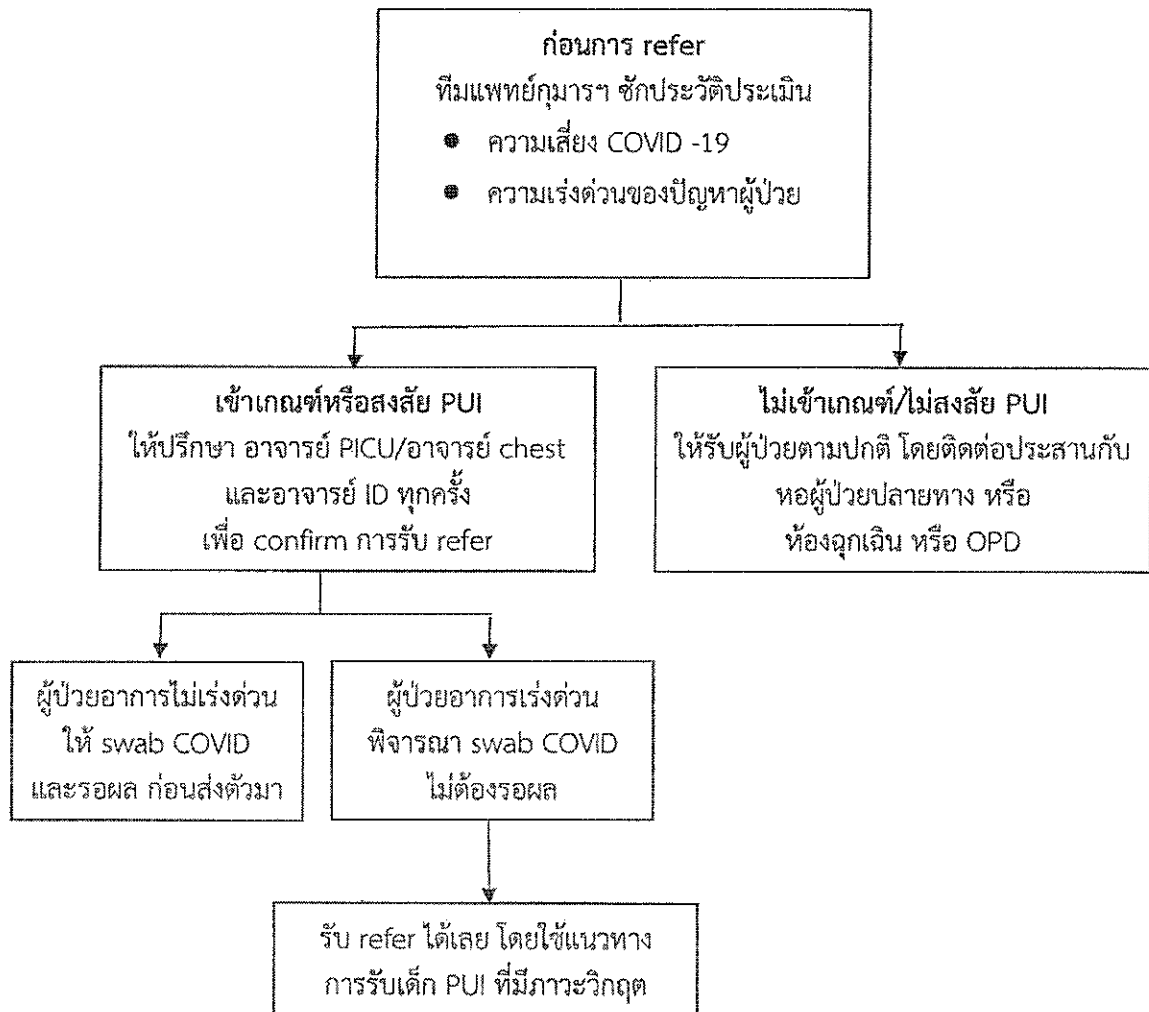 ก่อนการ refer
ทีมแพทย์กุมารฯ ซักประวัติประเมิน
● ความเสี่ยง COVID -19
● ความเร่งด่วนของปัญหาผู้ป่วย
เข้าเกณฑ์หรือสงสัย PUI
ให้ปรึกษา อาจารย์ PICU/อาจารย์ chest
และอาจารย์ ID ทุกครั้ง
เพื่อ confirm การรับ refer
ไม่เข้าเกณฑ์/ไม่สงสัย PUI
ให้รับผู้ป่วยตามปกติ โดยติดต่อประสานกับ
หอผู้ป่วยปลายทาง หรือ
ห้องฉุกเฉิน หรือ OPD
ผู้ป่วยอาการไม่เร่งด่วน
ให้ swab COVID
และรอผล ก่อนส่งตัวมา
ผู้ป่วยอาการเร่งด่วน
พิจารณา swab COVID
ไม่ต้องรอผล
รับ refer ได้เลย โดยใช้แนวทาง
การรับเด็ก PUI ที่มีภาวะวิกฤต